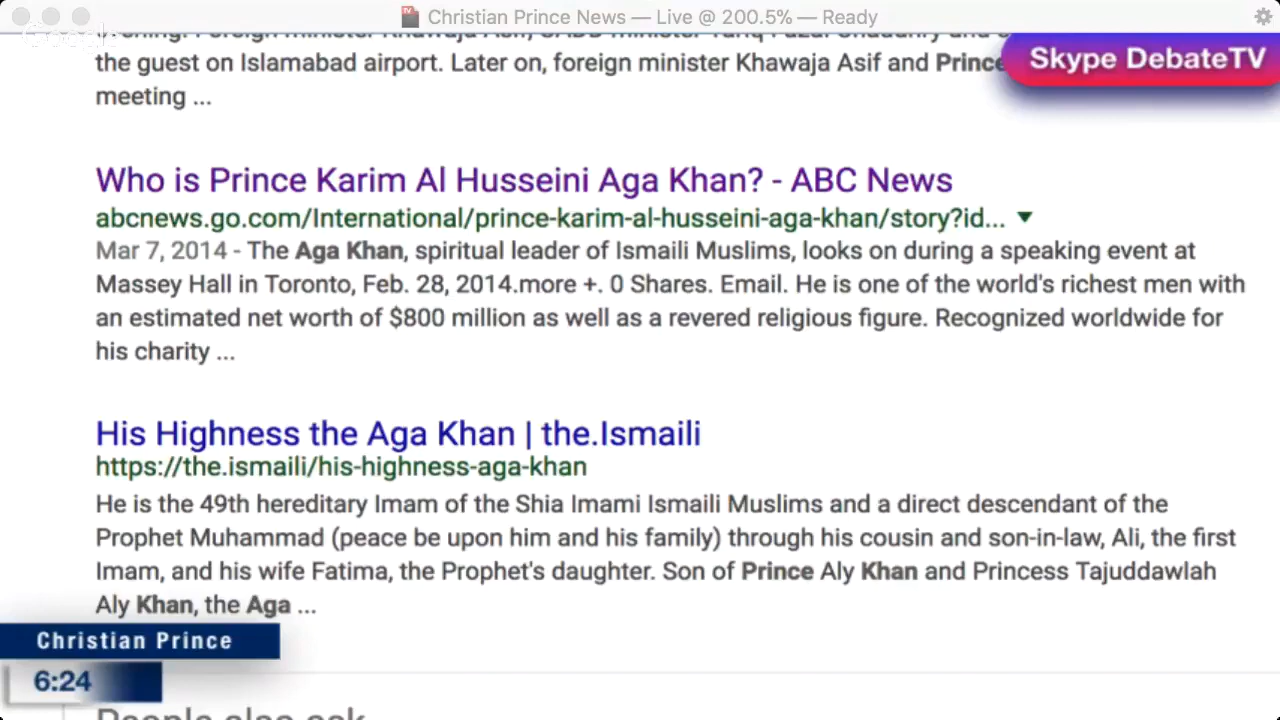 Christian Prince News — Live @ 200.5% — Ready
Google
the guest on Islamabad airport. Later on, foreign minister Khawaja Asif and Prince
Skype DebateTV
meeting ...
Who is Prince Karim Al Husseini Aga Khan? - ABC News
abcnews.go.com/International/prince-karim-al-husseini-aga-khan/story?id...
Mar 7, 2014 - The Aga Khan, spiritual leader of Ismaili Muslims, looks on during a speaking event at
Massey Hall in Toronto, Feb. 28, 2014.more +. 0 Shares. Email. He is one of the world's richest men with
an estimated net worth of $800 million as well as a revered religious figure. Recognized worldwide for
his charity ...
His Highness the Aga Khan | the.Ismaili
https://the.ismaili/his-highness-aga-khan
He is the 49th hereditary Imam of the Shia Imami Ismaili Muslims and a direct descendant of the
Prophet Muhammad (peace be upon him and his family) through his cousin and son-in-law, Ali, the first
Imam, and his wife Fatima, the Prophet's daughter. Son of Prince Aly Khan and Princess Tajuddawlah
Aly Khan, the Aga ...
Christian Prince
6:24
People also ask